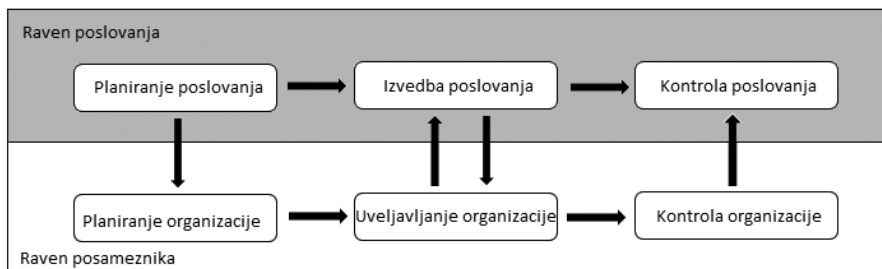 Raven poslovanja
Planiranje poslovanja
Izvedba poslovanja
Kontrola poslovanja
Planiranje organizacije
Uveljavljanje organizacije
Kontrola organizacije
Raven posameznika